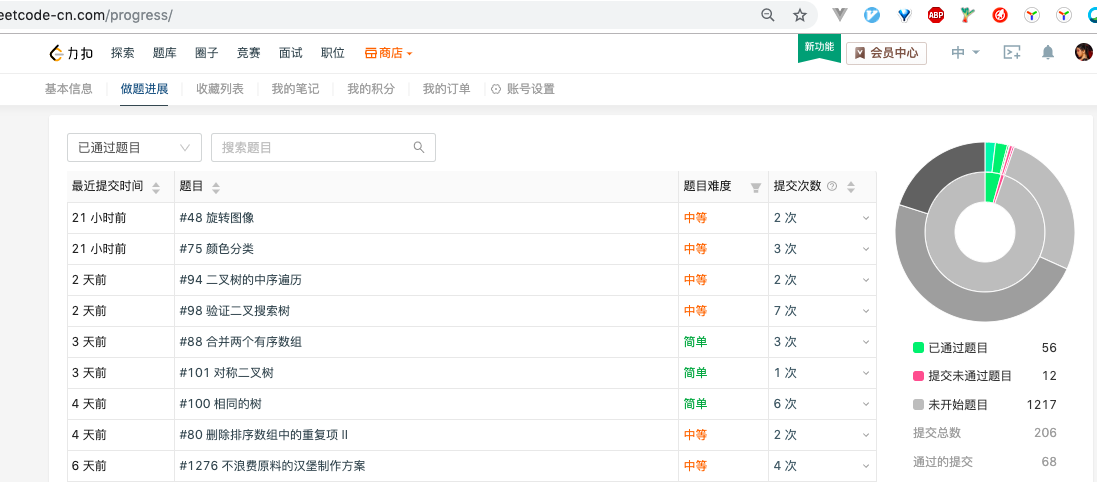 eetcode-cn.com/progress/
ABP
力扣 探索 题库 圈子 竞赛 面试 职位 商店 新功能 会员中心 中
基本信息 做题进展 收藏列表 我的笔记 我的积分 我的订单 账号设置
已通过题目 搜索题目
最近提交时间 题目 题目难度 提交次数
21 小时前 #48 旋转图像 中等 2 次
21 小时前 #75 颜色分类 中等 3 次
2 天前 #94 二叉树的中序遍历 中等 2 次
2 天前 #98 验证二叉搜索树 中等 7 次
3 天前 #88 合并两个有序数组 简单 3 次
3 天前 #101 对称二叉树 简单 1 次
4 天前 #100 相同的树 简单 6 次
4 天前 #80 删除排序数组中的重复项 II 中等 2 次
6 天前 #1276 不浪费原料的汉堡制作方案 中等 4 次
已通过题目 56
提交未通过题目 12
未开始题目 1217
提交总数 206
通过的提交 68